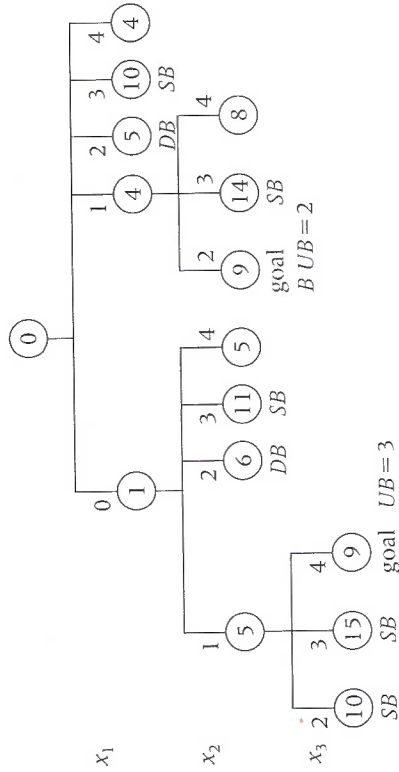 0
0 1 2 3 4
x₁ 1 4 5 10 4
DB SB
1 2 3 4 2 3 4
x₂ 5 6 11 5 9 14 8
DB SB goal SB
B UB = 2
2 3 4
x₃ 10 15 9
SB SB goal UB = 3